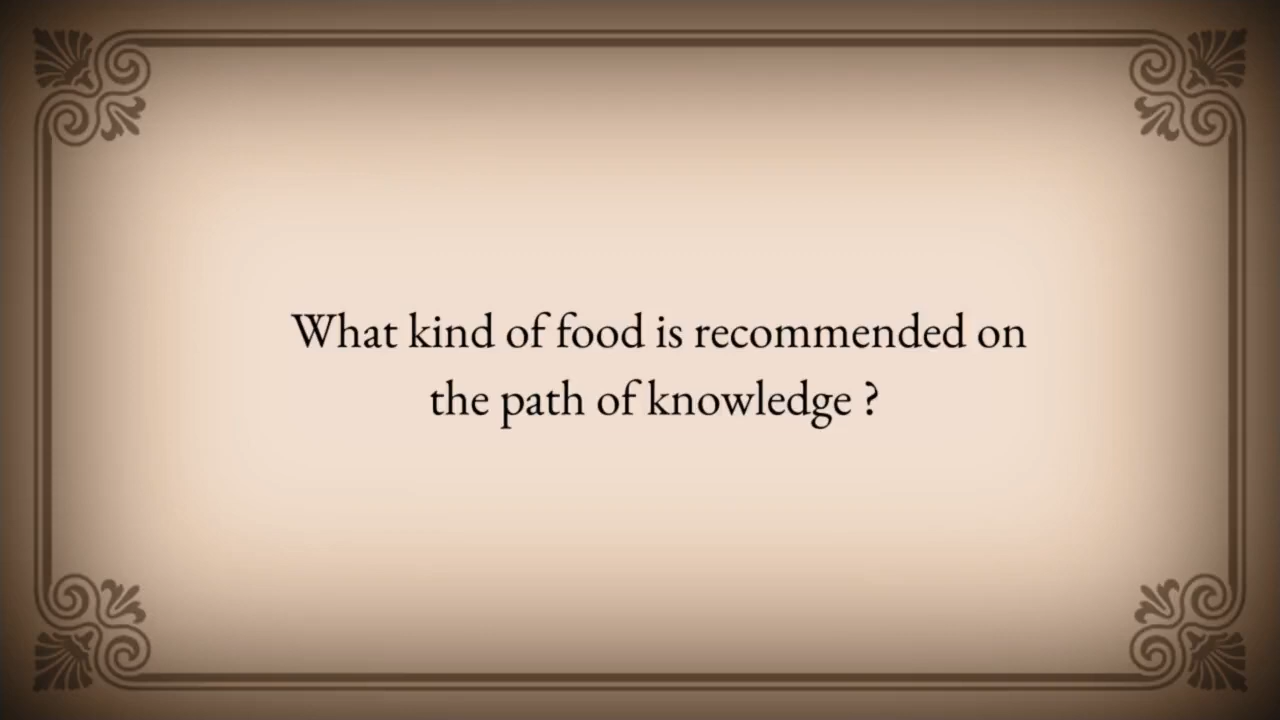 What kind of food is recommended on
the path of knowledge ?